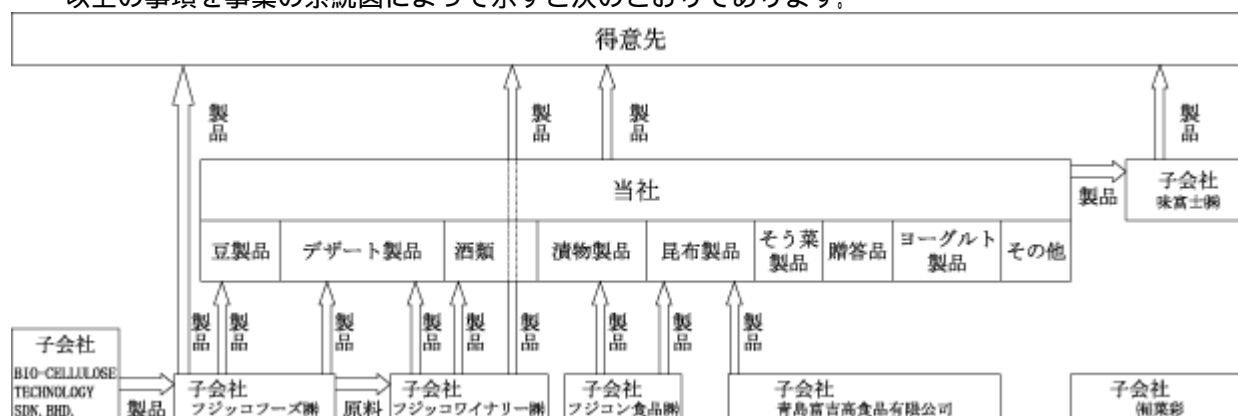 以上の事項を事業の系統図によって示すと次のとおりであります。
得意先
製品
製品
製品
製品
当社
製品
子会社
味富士㈱
豆製品
デザート製品
酒類
漬物製品
昆布製品
そう菜
製品
贈答品
ヨーグルト
製品
その他
製品
製品
製品
製品
製品
製品
製品
製品
製品
子会社
BIO-CELLULOSE
TECHNOLOGY
SDN. BHD.
製品
子会社
フジッコフーズ㈱
原料
子会社
フジッコワイナリー㈱
子会社
フジコン食品㈱
子会社
青島富吉高食品有限公司
子会社
㈲菜彩